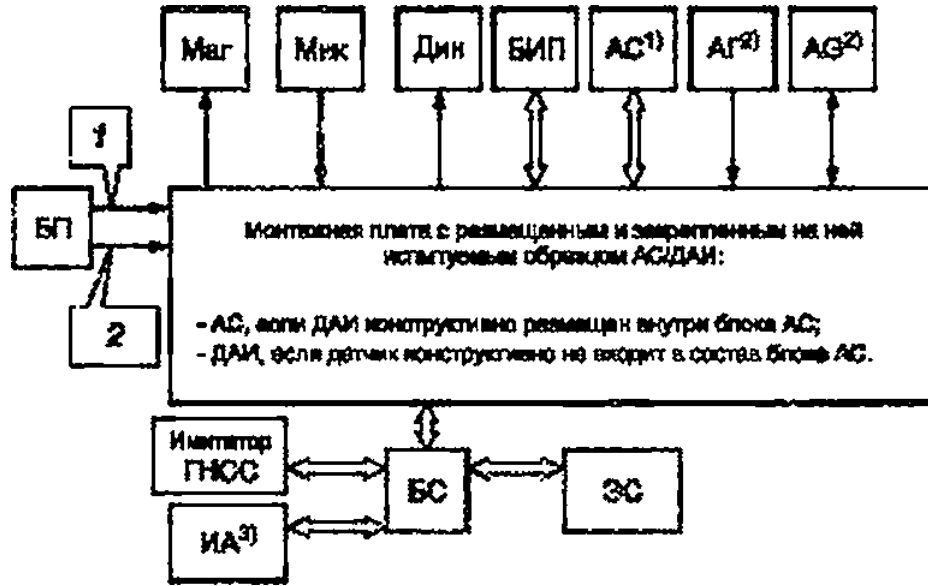 Маг Мнк Дин БИП АС1) АГ2) АЭ2)
1
БП
Монтажная плата с размещенным и закрепленным на ней
испытуемым образцом АС/ДАИ:
2
- АС, если ДАИ конструктивно размещен внутри блока АС;
- ДАИ, если датчик конструктивно не входит в состав блока АС.
Имитатор
ГНСС
БС
ЭС
ИА3)